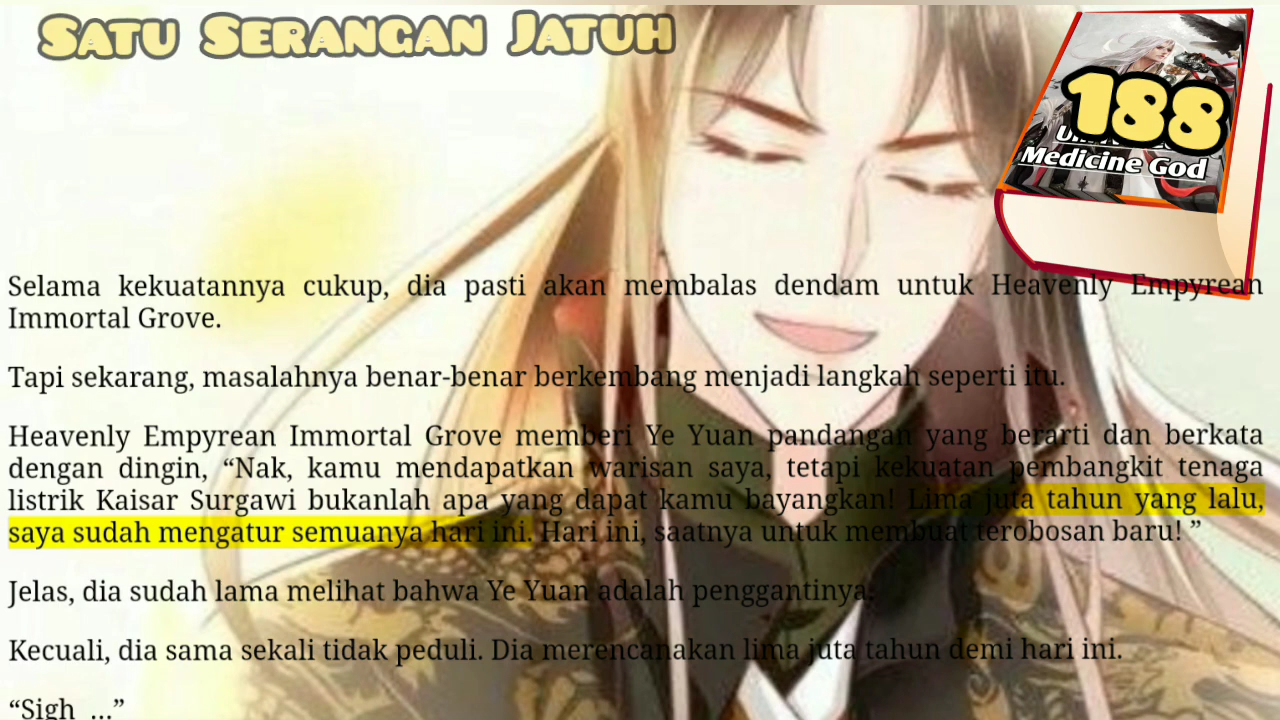 Satu Serangan Jatuh
188
Medicine God
Selama kekuatannya cukup, dia pasti akan membalas dendam untuk Heavenly Empyrean
Immortal Grove.
Tapi sekarang, masalahnya benar-benar berkembang menjadi langkah seperti itu.
Heavenly Empyrean Immortal Grove memberi Ye Yuan pandangan yang berarti dan berkata
dengan dingin, “Nak, kamu mendapatkan warisan saya, tetapi kekuatan pembangkit tenaga
listrik Kaisar Surgawi bukanlah apa yang dapat kamu bayangkan! Lima juta tahun yang lalu,
saya sudah mengatur semuanya hari ini. Hari ini, saatnya untuk membuat terobosan baru! ”
Jelas, dia sudah lama melihat bahwa Ye Yuan adalah penggantinya.
Kecuali, dia sama sekali tidak peduli. Dia merencanakan lima juta tahun demi hari ini.
“Sigh ...”